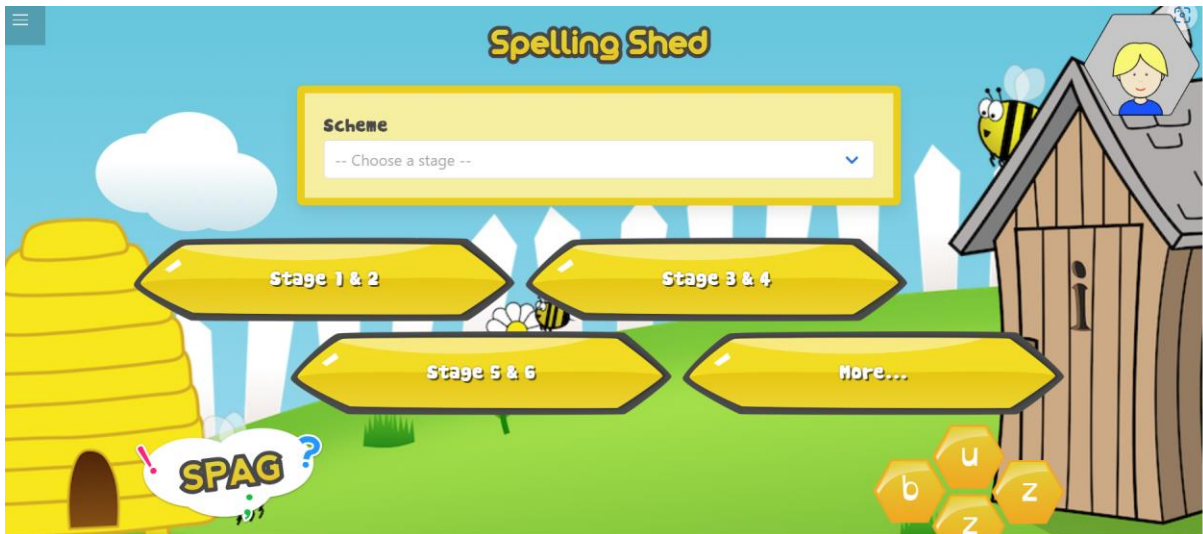 Spelling Shed
Scheme
-- Choose a stage --
Stage 1 & 2
Stage 3 & 4
Stage 5 & 6
More...
i
! SPAG ? ;
b u z z